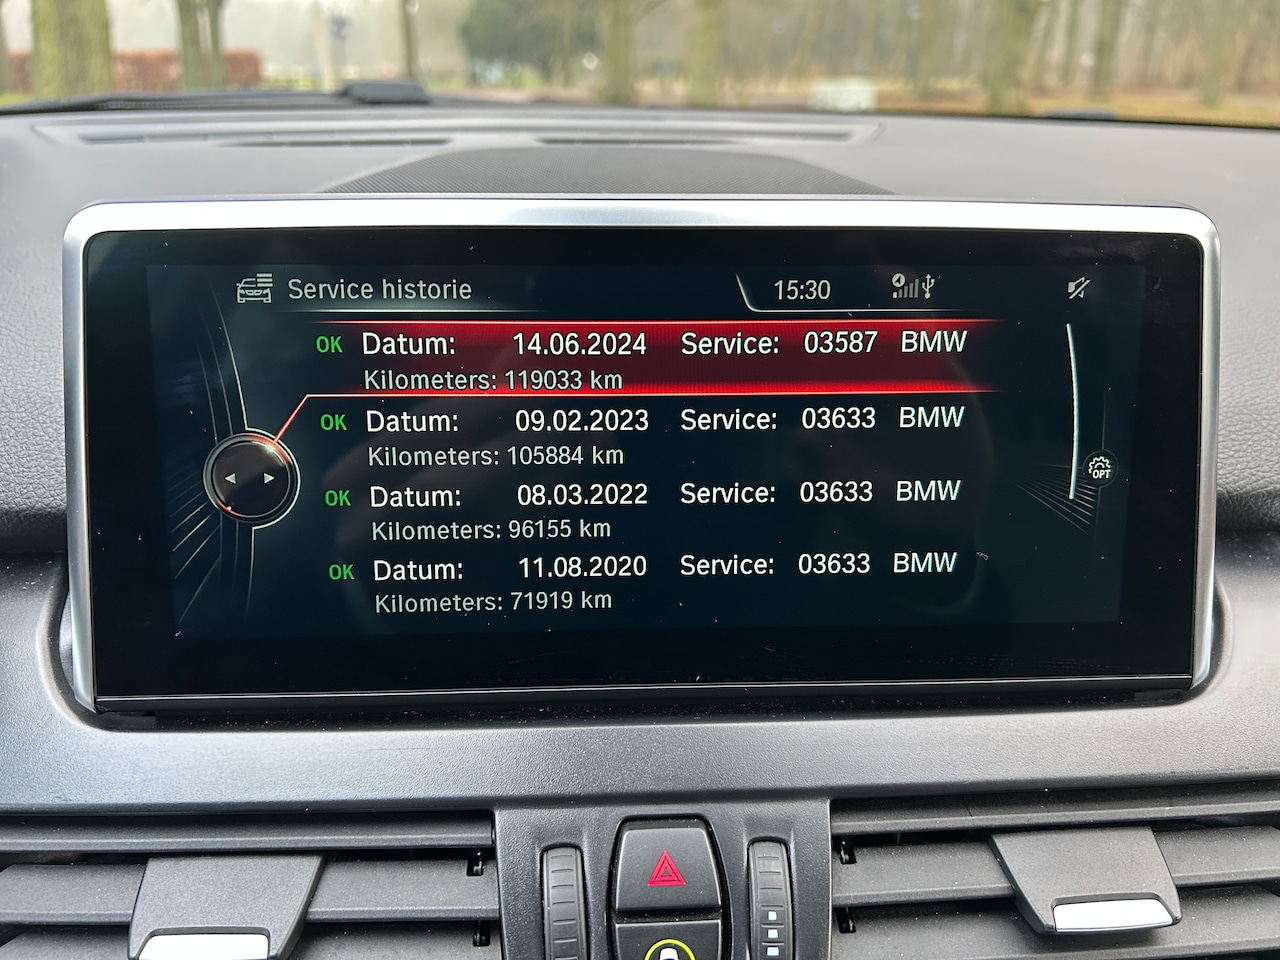 Service historie 15:30
OK Datum: 14.06.2024 Service: 03587 BMW
Kilometers: 119033 km
OK Datum: 09.02.2023 Service: 03633 BMW
Kilometers: 105884 km
OPT
OK Datum: 08.03.2022 Service: 03633 BMW
Kilometers: 96155 km
OK Datum: 11.08.2020 Service: 03633 BMW
Kilometers: 71919 km